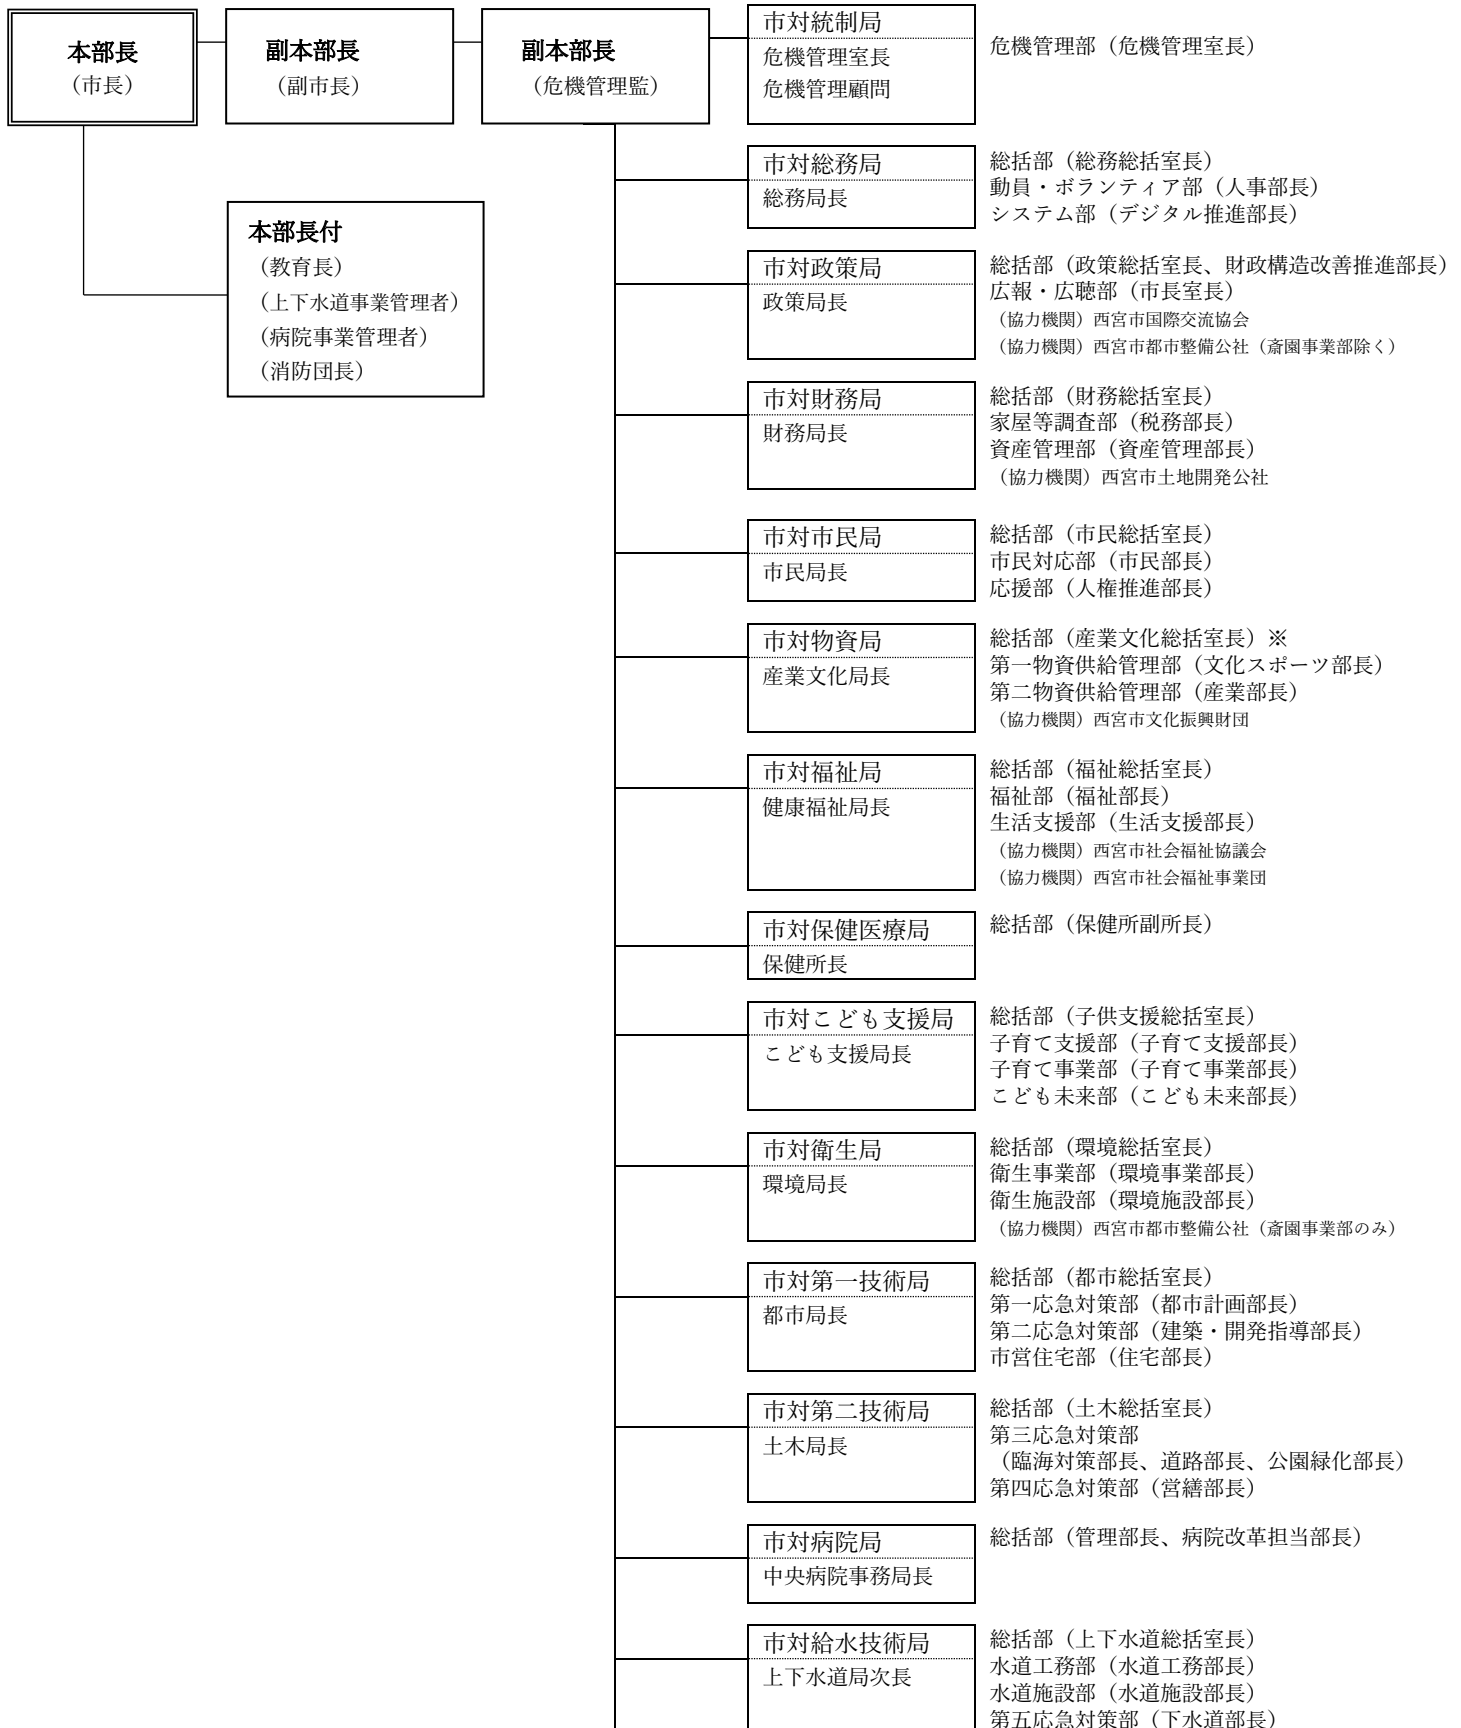 本部長
（市長）
副本部長
（副市長）
副本部長
（危機管理監）
本部長付
（教育長）
（上下水道事業管理者）
（病院事業管理者）
（消防団長）
市対統制局
危機管理室長
危機管理顧問
危機管理部（危機管理室長）
市対総務局
総務局長
総括部（総務総括室長）
動員・ボランティア部（人事部長）
システム部（デジタル推進部長）
市対政策局
政策局長
総括部（政策総括室長、財政構造改善推進部長）
広報・広聴部（市長室長）
（協力機関）西宮市国際交流協会
（協力機関）西宮市都市整備公社（斎園事業部除く）
市対財務局
財務局長
総括部（財務総括室長）
家屋等調査部（税務部長）
資産管理部（資産管理部長）
（協力機関）西宮市土地開発公社
市対市民局
市民局長
総括部（市民総括室長）
市民対応部（市民部長）
応援部（人権推進部長）
市対物資局
産業文化局長
総括部（産業文化総括室長）※
第一物資供給管理部（文化スポーツ部長）
第二物資供給管理部（産業部長）
（協力機関）西宮市文化振興財団
市対福祉局
健康福祉局長
総括部（福祉総括室長）
福祉部（福祉部長）
生活支援部（生活支援部長）
（協力機関）西宮市社会福祉協議会
（協力機関）西宮市社会福祉事業団
市対保健医療局
保健所長
総括部（保健所副所長）
市対こども支援局
こども支援局長
総括部（子供支援総括室長）
子育て支援部（子育て支援部長）
子育て事業部（子育て事業部長）
こども未来部（こども未来部長）
市対衛生局
環境局長
総括部（環境総括室長）
衛生事業部（環境事業部長）
衛生施設部（環境施設部長）
（協力機関）西宮市都市整備公社（斎園事業部のみ）
市対第一技術局
都市局長
総括部（都市総括室長）
第一応急対策部（都市計画部長）
第二応急対策部（建築・開発指導部長）
市営住宅部（住宅部長）
市対第二技術局
土木局長
総括部（土木総括室長）
第三応急対策部
（臨海対策部長、道路部長、公園緑化部長）
第四応急対策部（営繕部長）
市対病院局
中央病院事務局長
総括部（管理部長、病院改革担当部長）
市対給水技術局
上下水道局次長
総括部（上下水道総括室長）
水道工務部（水道工務部長）
水道施設部（水道施設部長）
第五応急対策部（下水道部長）